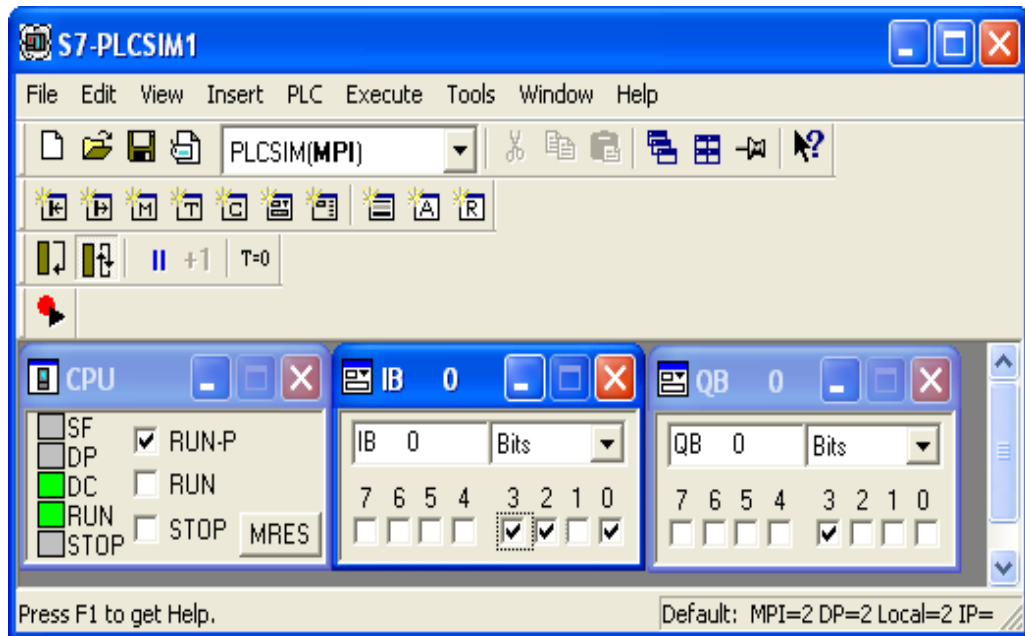 S7-PLCSIM1
File Edit View Insert PLC Execute Tools Window Help
PLCSIM(MPI)
M T C A R
+1 T=0
CPU
SF
DP
DC
RUN
STOP
RUN-P
RUN
STOP
MRES
IB 0
IB 0 Bits
7 6 5 4 3 2 1 0
QB 0
QB 0 Bits
7 6 5 4 3 2 1 0
Press F1 to get Help.
Default: MPI=2 DP=2 Local=2 IP=